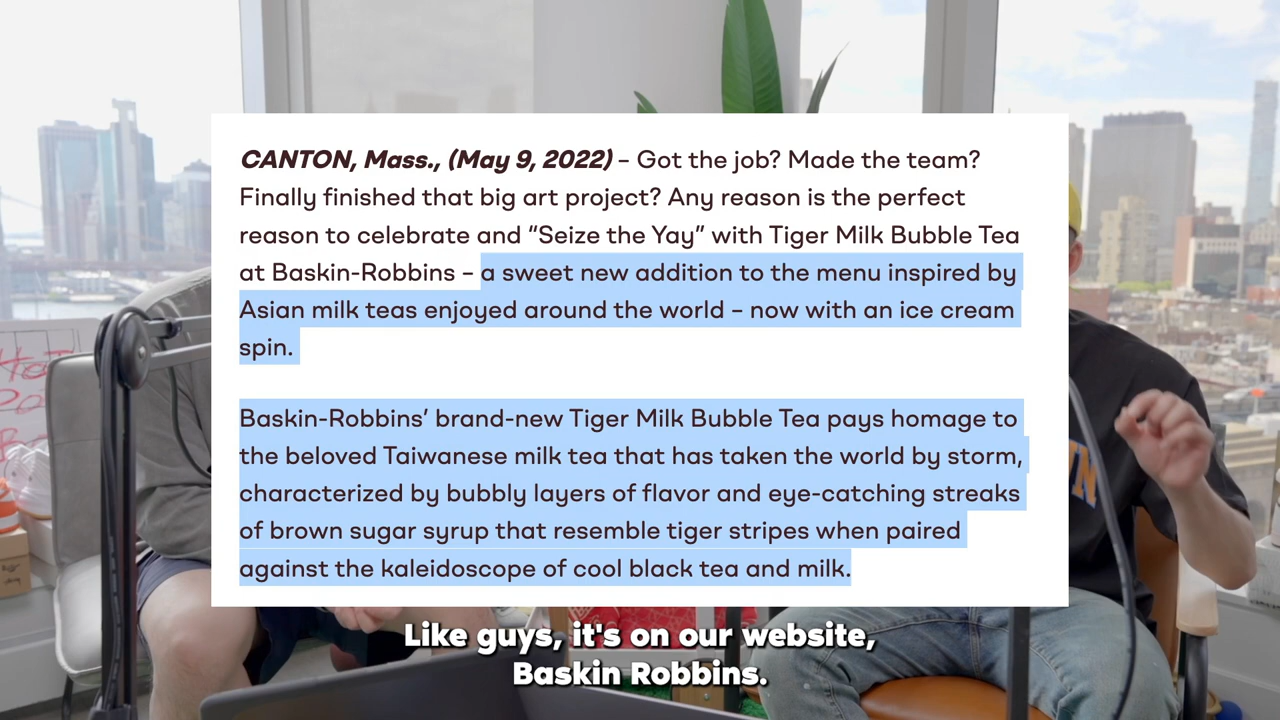 CANTON, Mass., (May 9, 2022) – Got the job? Made the team?
Finally finished that big art project? Any reason is the perfect
reason to celebrate and “Seize the Yay” with Tiger Milk Bubble Tea
at Baskin-Robbins – a sweet new addition to the menu inspired by
Asian milk teas enjoyed around the world – now with an ice cream
spin.
Baskin-Robbins’ brand-new Tiger Milk Bubble Tea pays homage to
the beloved Taiwanese milk tea that has taken the world by storm,
characterized by bubbly layers of flavor and eye-catching streaks
of brown sugar syrup that resemble tiger stripes when paired
against the kaleidoscope of cool black tea and milk.
Like guys, it's on our website,
Baskin Robbins.